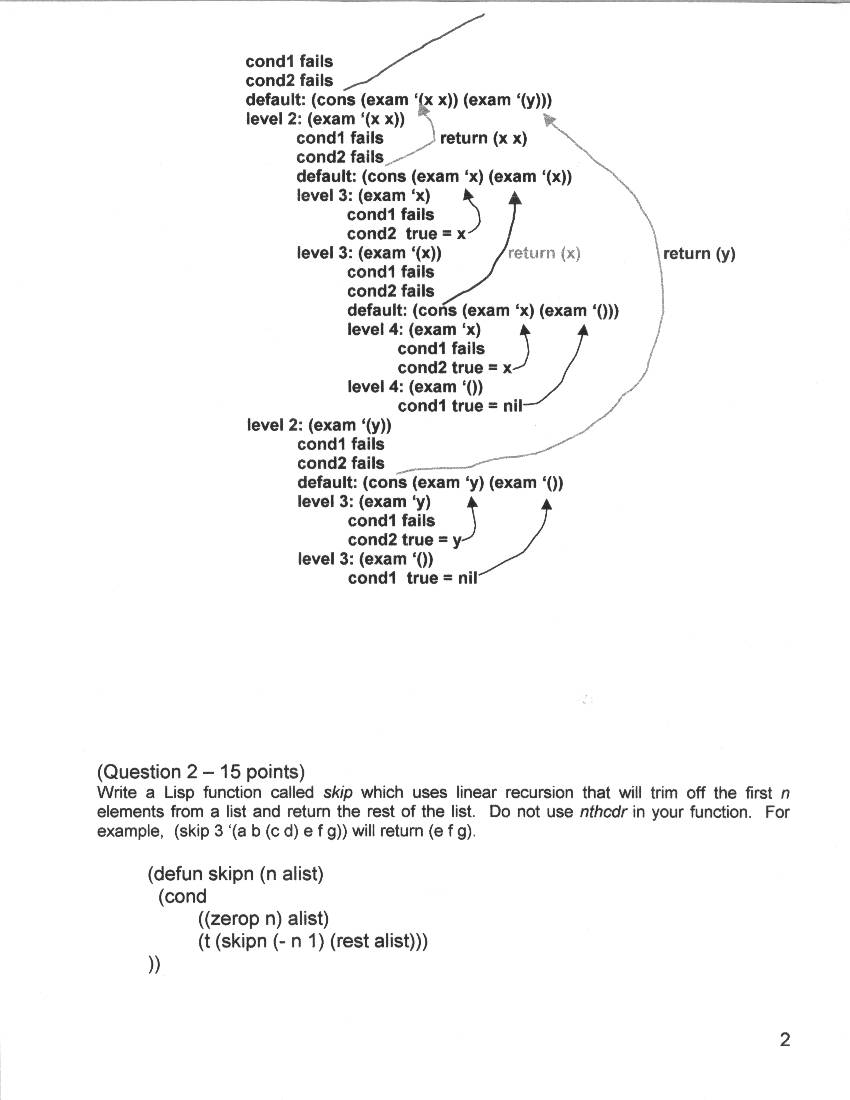 cond1 fails
cond2 fails
default: (cons (exam ‘(x x)) (exam ‘(y)))
level 2: (exam ‘(x x))
cond1 fails return (x x)
cond2 fails
default: (cons (exam ‘x) (exam ‘(x))
level 3: (exam ‘x)
cond1 fails
cond2 true = x
level 3: (exam ‘(x)) return (x) return (y)
cond1 fails
cond2 fails
default: (cons (exam ‘x) (exam ‘()))
level 4: (exam ‘x)
cond1 fails
cond2 true = x
level 4: (exam ‘())
cond1 true = nil
level 2: (exam ‘(y))
cond1 fails
cond2 fails
default: (cons (exam ‘y) (exam ‘())
level 3: (exam ‘y)
cond1 fails
cond2 true = y
level 3: (exam ‘())
cond1 true = nil
(Question 2 – 15 points)
Write a Lisp function called skip which uses linear recursion that will trim off the first n
elements from a list and return the rest of the list. Do not use nthcdr in your function. For
example, (skip 3 ‘(a b (c d) e f g)) will return (e f g).
(defun skipn (n alist)
(cond
((zerop n) alist)
(t (skipn (- n 1) (rest alist)))
))
2